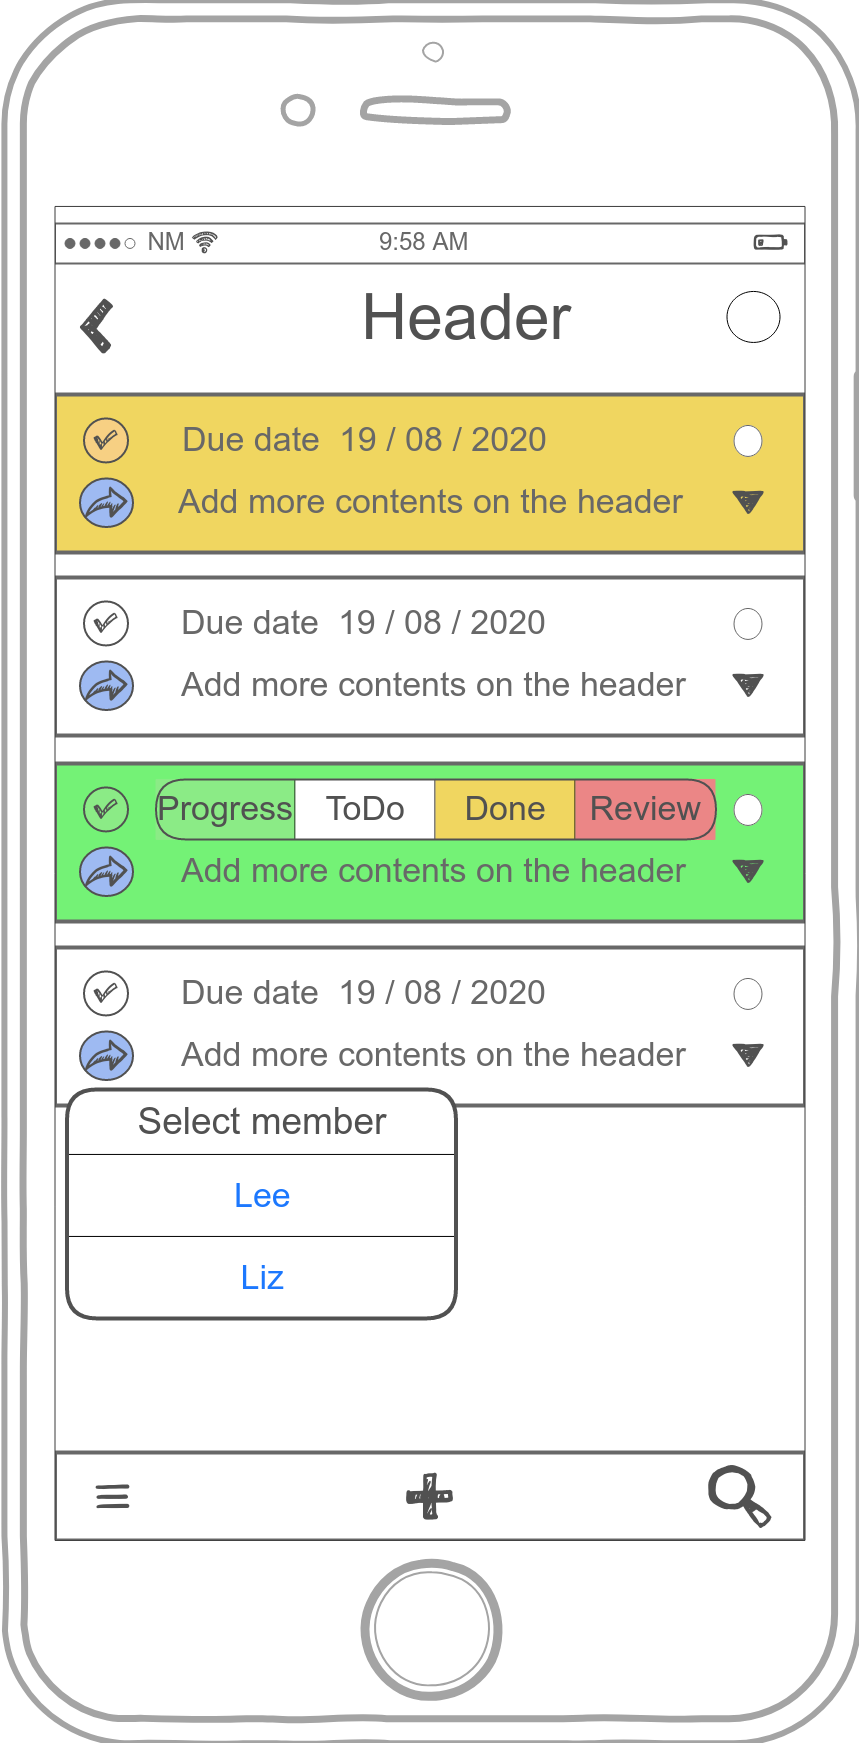 NM 9:58 AM
Header
Due date 19 / 08 / 2020
Add more contents on the header
Due date 19 / 08 / 2020
Add more contents on the header
Progress ToDo Done Review
Add more contents on the header
Due date 19 / 08 / 2020
Add more contents on the header
Select member
Lee
Liz